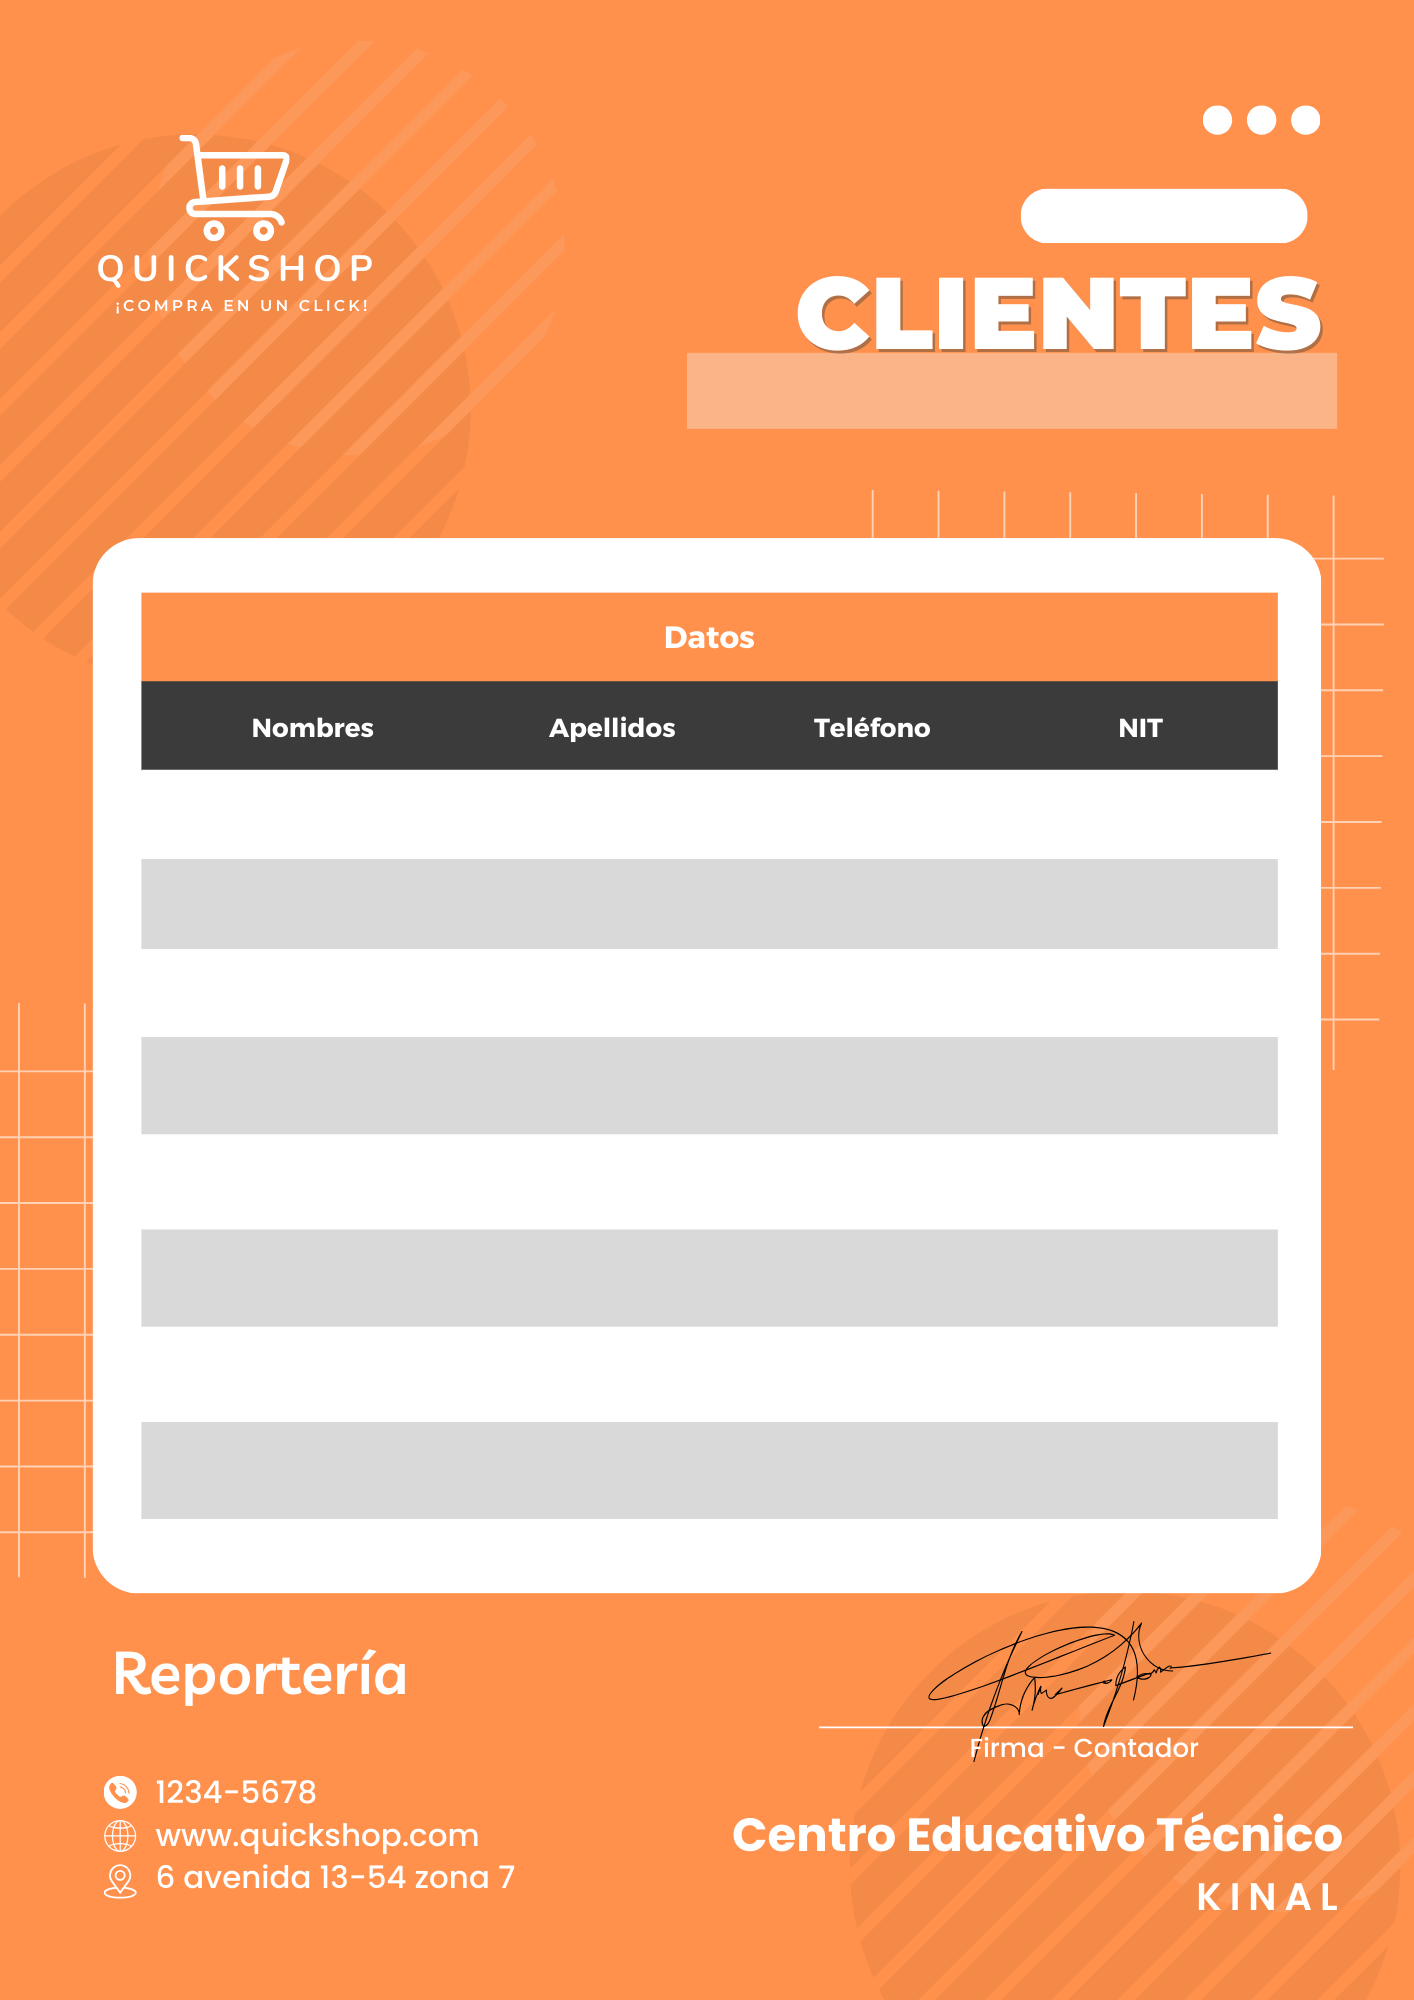 QUICKSHOP
¡COMPRA EN UN CLICK!
CLIENTES
Datos
Nombres Apellidos Teléfono NIT
Reportería
Firma - Contador
1234-5678
www.quickshop.com
6 avenida 13-54 zona 7
Centro Educativo Técnico
KINAL